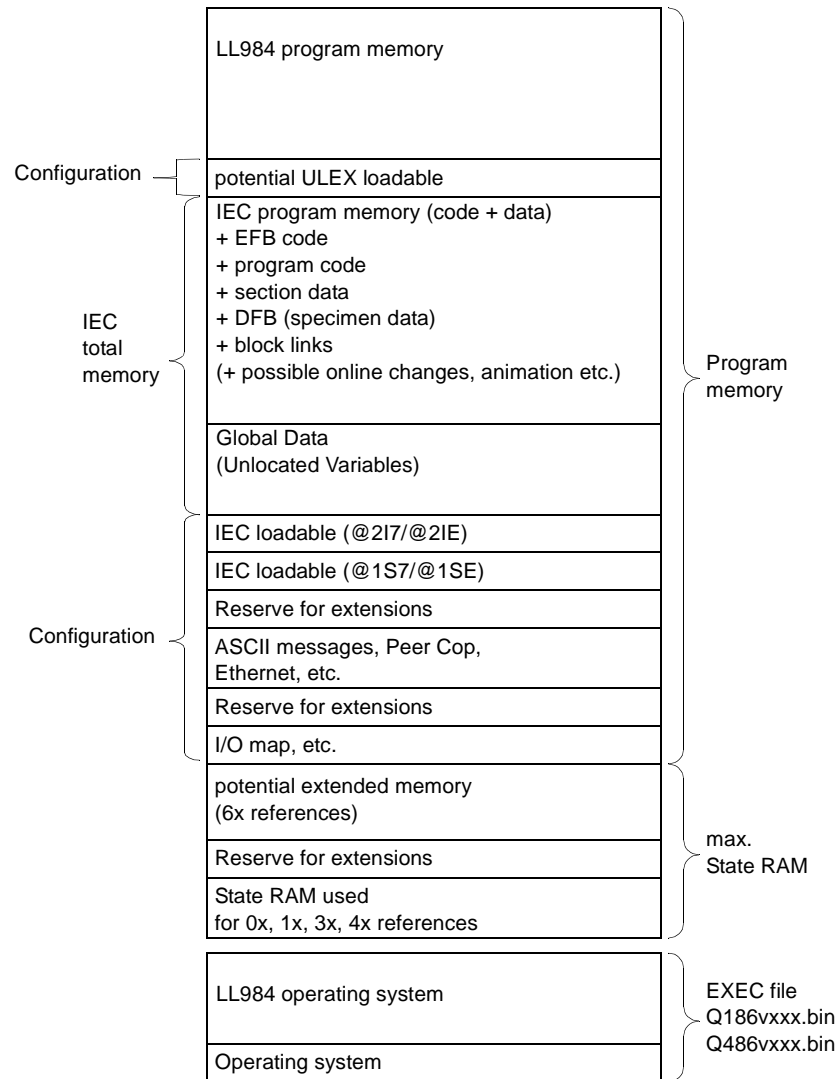 LL984 program memory
Configuration
potential ULEX loadable
IEC program memory (code + data)
+ EFB code
+ program code
+ section data
+ DFB (specimen data)
+ block links
(+ possible online changes, animation etc.)
IEC
total
memory
Program
memory
Global Data
(Unlocated Variables)
IEC loadable (@2I7/@2IE)
IEC loadable (@1S7/@1SE)
Reserve for extensions
Configuration
ASCII messages, Peer Cop,
Ethernet, etc.
Reserve for extensions
I/O map, etc.
potential extended memory
(6x references)
Reserve for extensions
max.
State RAM
State RAM used
for 0x, 1x, 3x, 4x references
LL984 operating system
EXEC file
Q186vxxx.bin
Q486vxxx.bin
Operating system